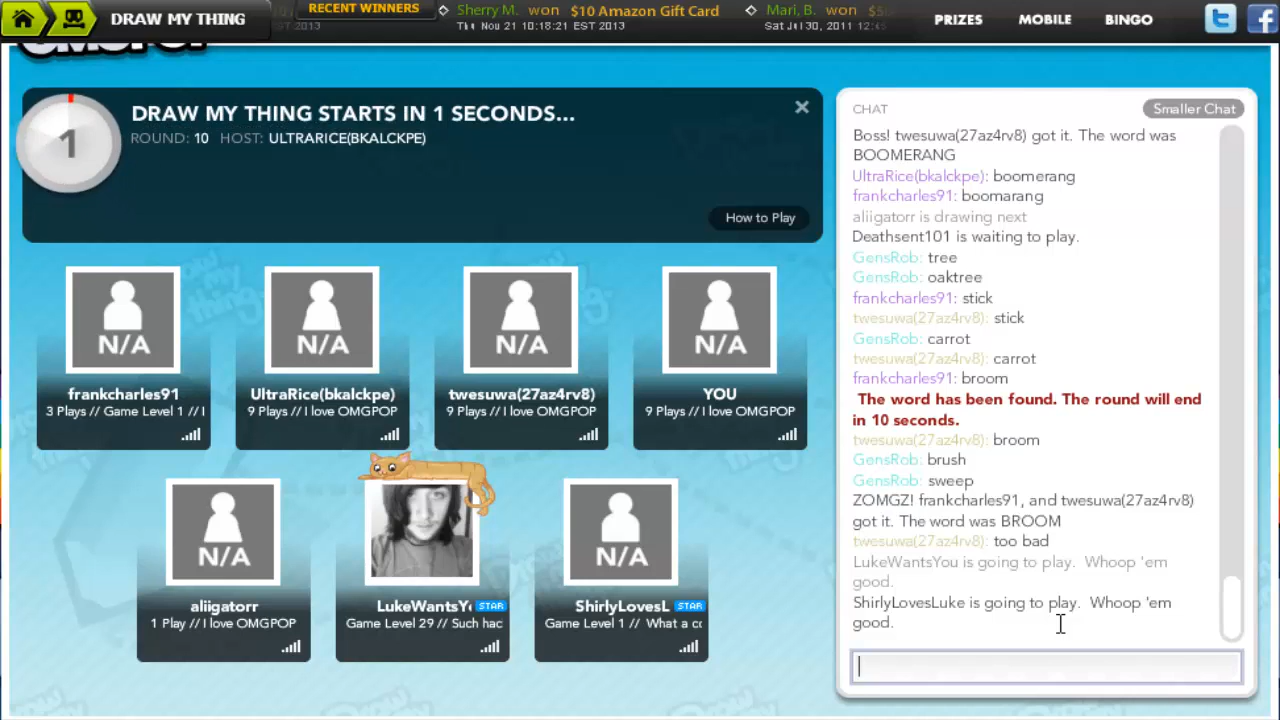 DRAW MY THING
RECENT WINNERS
Sherry M. won $10 Amazon Gift Card
Thu Nov 21 10:18:21 EST 2013
Mari, B. won
Sat Jul 30, 2011
PRIZES
MOBILE
BINGO
ST 2013
OMGPOP
1
DRAW MY THING STARTS IN 1 SECONDS...
ROUND: 10 HOST: ULTRARICE(BKALCKPE)
How to Play
N/A
frankcharles91
3 Plays // Game Level 1 // I
N/A
UltraRice(bkalckpe)
9 Plays // I love OMGPOP
N/A
twesuwa(27az4rv8)
9 Plays // I love OMGPOP
N/A
YOU
9 Plays // I love OMGPOP
N/A
aliigatorr
1 Play // I love OMGPOP
LukeWantsYo STAR
Game Level 29 // Such hac
N/A
ShirlyLovesL STAR
Game Level 1 // What a co
CHAT
Smaller Chat
Boss! twesuwa(27az4rv8) got it. The word was
BOOMERANG
UltraRice(bkalckpe): boomerang
frankcharles91: boomarang
aliigatorr is drawing next
Deathsent101 is waiting to play.
GensRob: tree
GensRob: oaktree
frankcharles91: stick
twesuwa(27az4rv8): stick
GensRob: carrot
twesuwa(27az4rv8): carrot
frankcharles91: broom
The word has been found. The round will end
in 10 seconds.
twesuwa(27az4rv8): broom
GensRob: brush
GensRob: sweep
ZOMGZ! frankcharles91, and twesuwa(27az4rv8)
got it. The word was BROOM
twesuwa(27az4rv8): too bad
LukeWantsYou is going to play. Whoop 'em
good.
ShirlyLovesLuke is going to play. Whoop 'em
good.